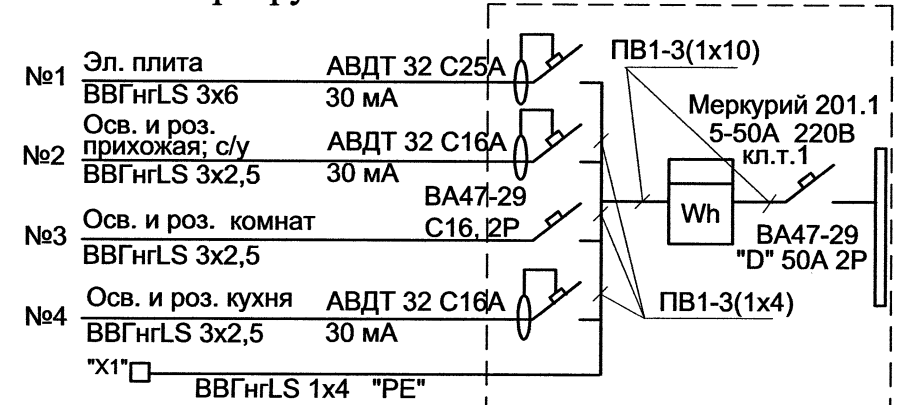 №1
Эл. плита
АВДТ 32 С25А
ВВГнгLS 3х6
30 мА
№2
Осв. и роз.
прихожая; с/у
АВДТ 32 С16А
ВВГнгLS 3х2,5
30 мА
№3
Осв. и роз. комнат
ВА47-29
С16, 2Р
ВВГнгLS 3х2,5
№4
Осв. и роз. кухня
АВДТ 32 С16А
ВВГнгLS 3х2,5
30 мА
"Х1"
ВВГнгLS 1х4 "РЕ"
ПВ1-3(1х10)
Меркурий 201.1
5-50А 220В
кл.т.1
Wh
ВА47-29
"D" 50А 2Р
ПВ1-3(1х4)